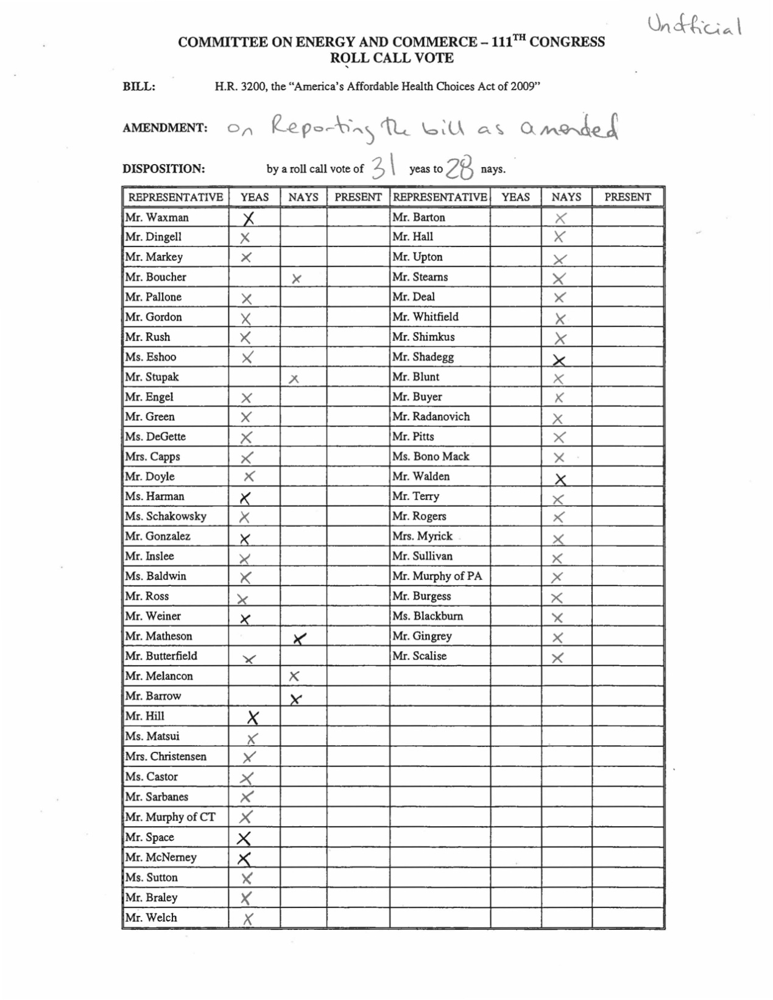 Unofficial
COMMITTEE ON ENERGY AND COMMERCE – 111TH CONGRESS
ROLL CALL VOTE
BILL: H.R. 3200, the “America’s Affordable Health Choices Act of 2009”
AMENDMENT: on Reporting the bill as amended
DISPOSITION: by a roll call vote of 31 yeas to 28 nays.
REPRESENTATIVE YEAS NAYS PRESENT REPRESENTATIVE YEAS NAYS PRESENT
Mr. Waxman X Mr. Barton X
Mr. Dingell X Mr. Hall X
Mr. Markey X Mr. Upton X
Mr. Boucher X Mr. Stearns X
Mr. Pallone X Mr. Deal X
Mr. Gordon X Mr. Whitfield X
Mr. Rush X Mr. Shimkus X
Ms. Eshoo X Mr. Shadegg X
Mr. Stupak X Mr. Blunt X
Mr. Engel X Mr. Buyer X
Mr. Green X Mr. Radanovich X
Ms. DeGette X Mr. Pitts X
Mrs. Capps X Ms. Bono Mack X
Mr. Doyle X Mr. Walden X
Ms. Harman X Mr. Terry X
Ms. Schakowsky X Mr. Rogers X
Mr. Gonzalez X Mrs. Myrick X
Mr. Inslee X Mr. Sullivan X
Ms. Baldwin X Mr. Murphy of PA X
Mr. Ross X Mr. Burgess X
Mr. Weiner X Ms. Blackburn X
Mr. Matheson X Mr. Gingrey X
Mr. Butterfield X Mr. Scalise X
Mr. Melancon X
Mr. Barrow X
Mr. Hill X
Ms. Matsui X
Mrs. Christensen X
Ms. Castor X
Mr. Sarbanes X
Mr. Murphy of CT X
Mr. Space X
Mr. McNerney X
Ms. Sutton X
Mr. Braley X
Mr. Welch X